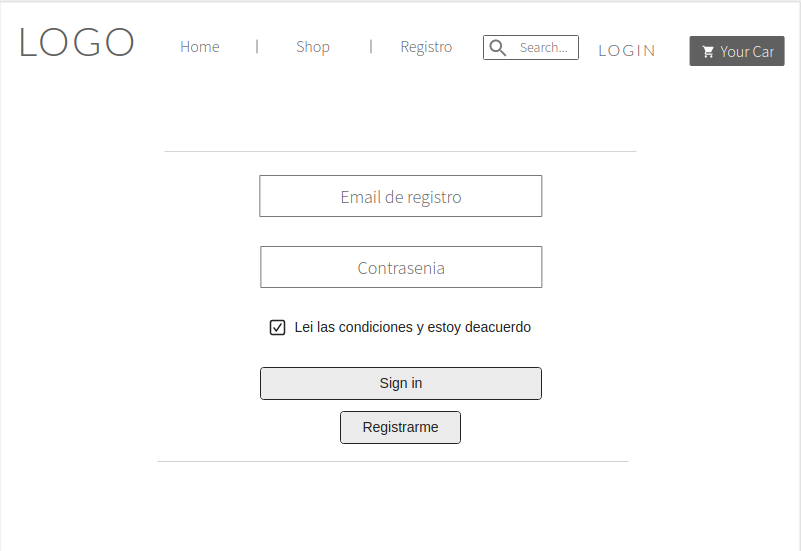 LOGO Home | Shop | Registro Search... LOGIN Your Car
Email de registro
Contrasenia
Lei las condiciones y estoy deacuerdo
Sign in
Registrarme